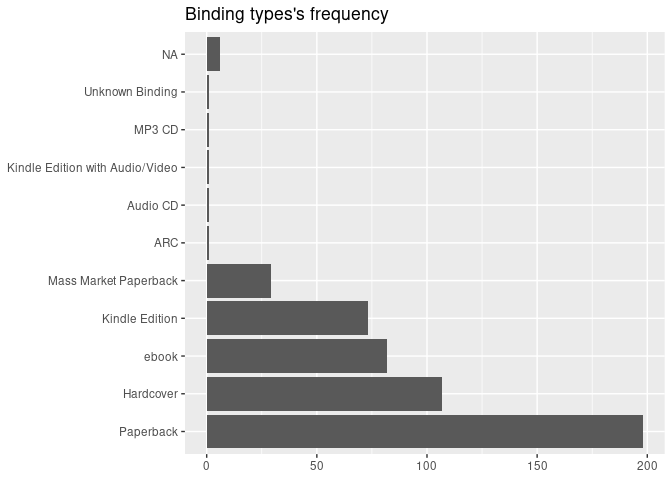 Binding types's frequency
NA
Unknown Binding
MP3 CD
Kindle Edition with Audio/Video
Audio CD
ARC
Mass Market Paperback
Kindle Edition
ebook
Hardcover
Paperback
0 50 100 150 200